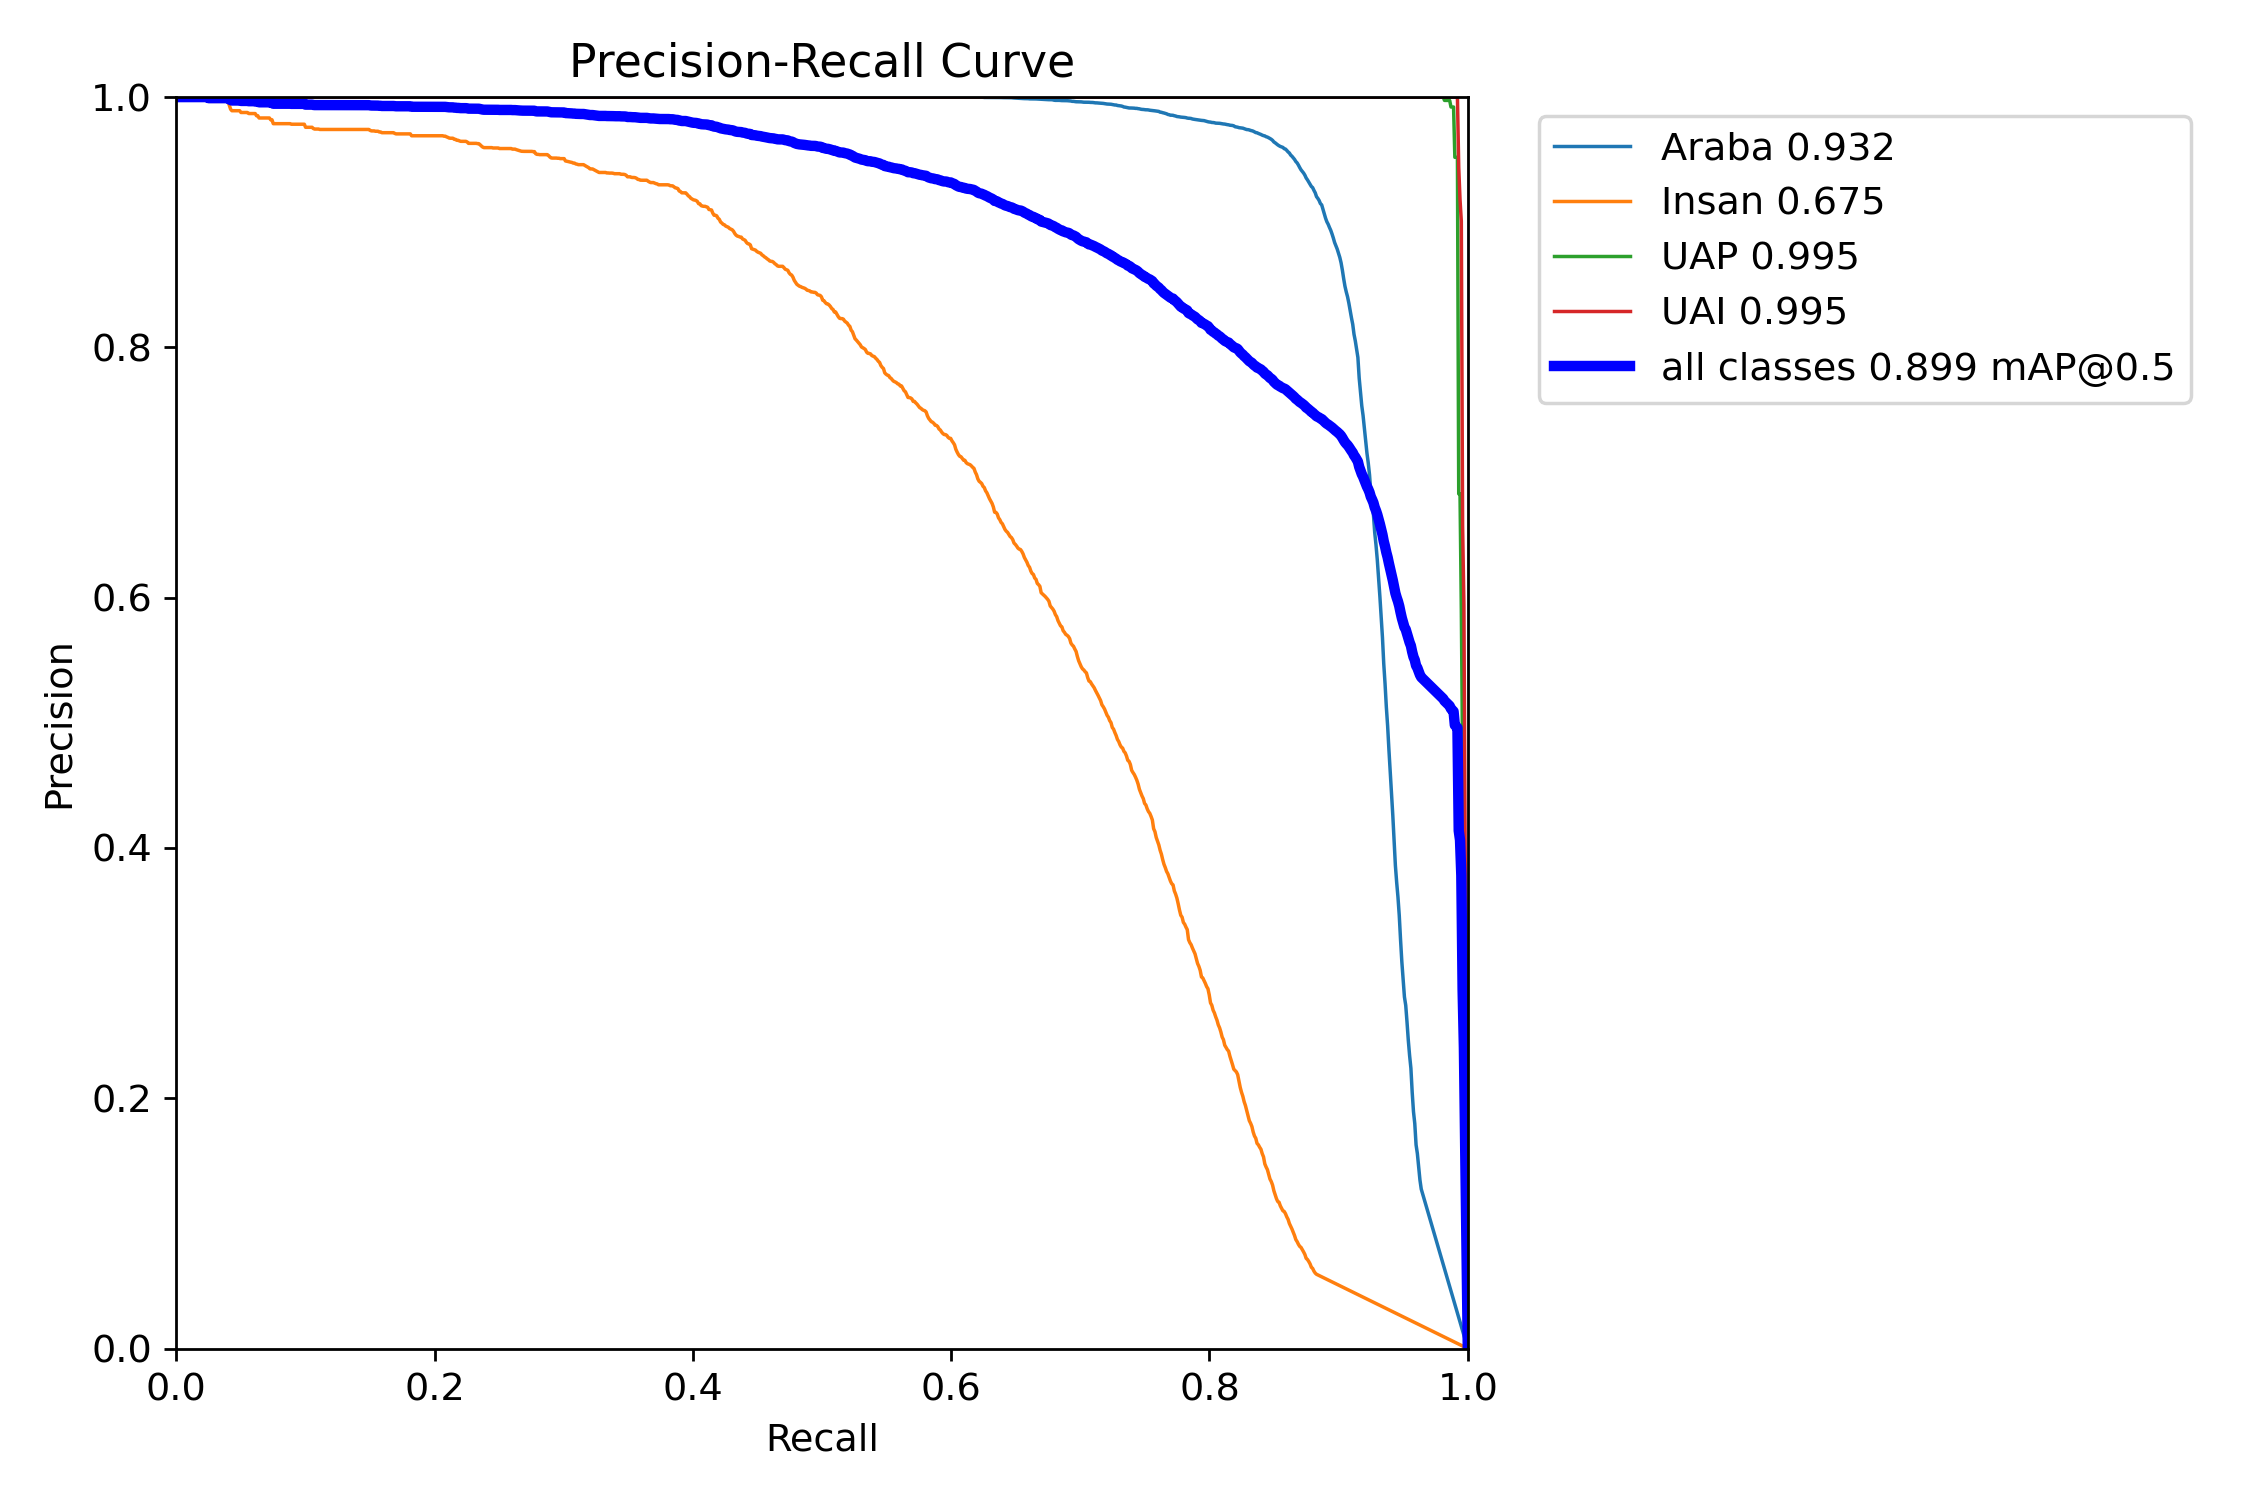 Precision-Recall Curve
1.0
0.8
0.6
0.4
0.2
0.0
Precision
0.0 0.2 0.4 0.6 0.8 1.0
Recall
Araba 0.932
Insan 0.675
UAP 0.995
UAI 0.995
all classes 0.899 mAP@0.5